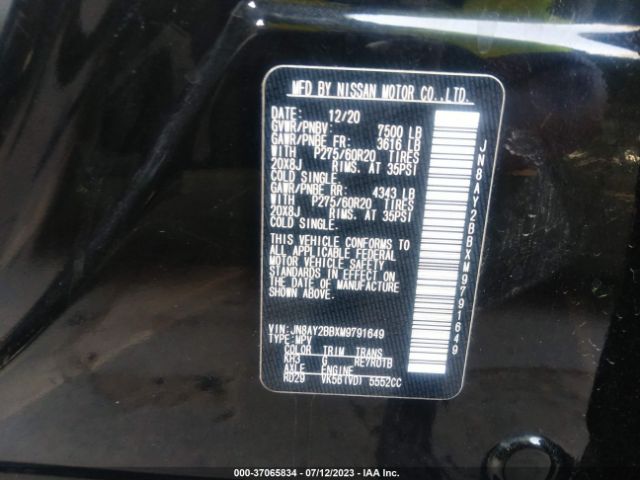 MFD BY NISSAN MOTOR CO.,LTD.
DATE: 12/20
GVWR/PNBV: 7500 LB
GAWR/PNBE FR: 3616 LB
WITH P275/60R20 TIRES
20X8J RIMS. AT 35PSI
COLD SINGLE.
GAWR/PNBE RR: 4343 LB
WITH P275/60R20 TIRES
20X8J RIMS. AT 35PSI
COLD SINGLE.
THIS VEHICLE CONFORMS TO
ALL APPLICABLE FEDERAL
MOTOR VEHICLE SAFETY
STANDARDS IN EFFECT ON
THE DATE OF MANUFACTURE
SHOWN ABOVE.
VIN: JN8AY2BBXM9791649
TYPE: MPV
COLOR TRIM TRANS
KH3 G RE7R01B
AXLE ENGINE
RD29 VK56(VD) 5552CC
JN8AY2BBXM9791649
000-37065834 - 07/12/2023 - IAA Inc.